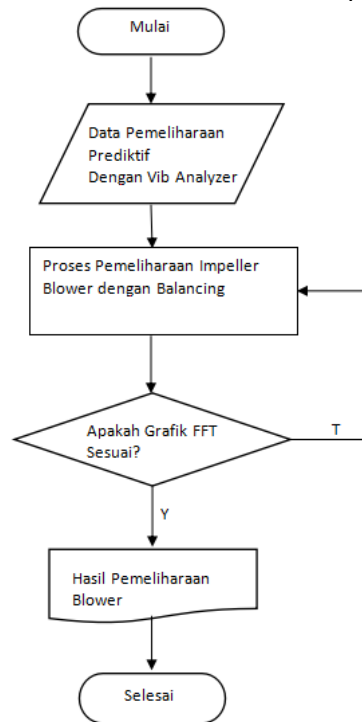 Mulai
Data Pemeliharaan
Prediktif
Dengan Vib Analyzer
Proses Pemeliharaan Impeller
Blower dengan Balancing
Apakah Grafik FFT
Sesuai?
T
Y
Hasil Pemeliharaan
Blower
Selesai